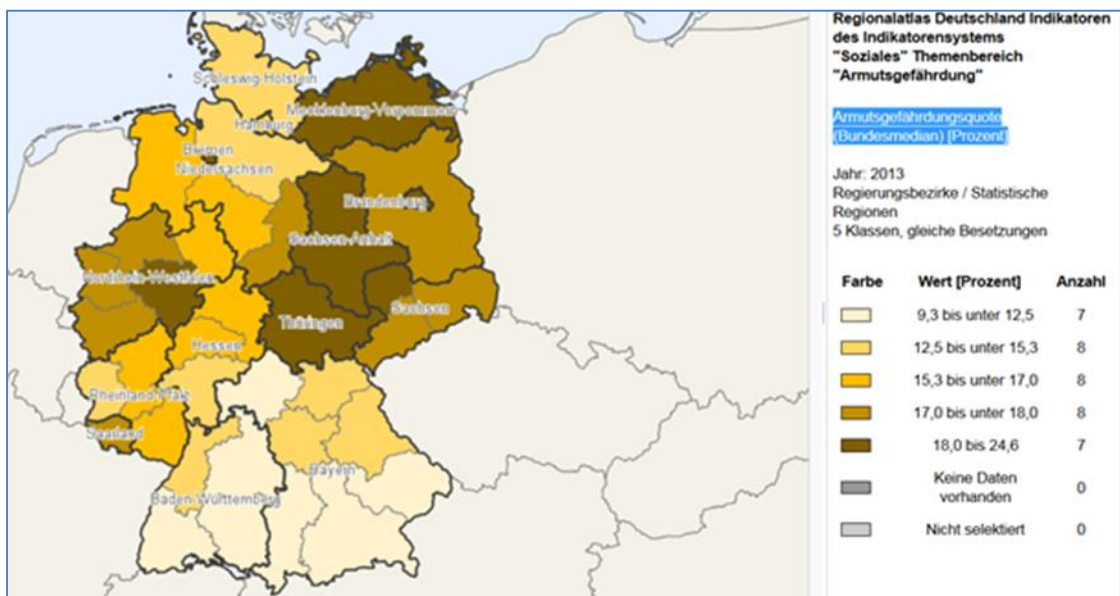 Schleswig-Holstein
Mecklenburg-Vorpommern
Hamburg
Bremen
Niedersachsen
Brandenburg
Sachsen-Anhalt
Nordrhein-Westfalen
Sachsen
Thüringen
Hessen
Rheinland-Pfalz
Saarland
Bayern
Baden-Württemberg
Regionalatlas Deutschland Indikatoren
des Indikatorensystems
"Soziales" Themenbereich
"Armutsgefährdung"
Armutsgefährdungsquote
(Bundesmedian) [Prozent]
Jahr: 2013
Regierungsbezirke / Statistische
Regionen
5 Klassen, gleiche Besetzungen
Farbe Wert [Prozent] Anzahl
9,3 bis unter 12,5 7
12,5 bis unter 15,3 8
15,3 bis unter 17,0 8
17,0 bis unter 18,0 8
18,0 bis 24,6 7
Keine Daten
vorhanden 0
Nicht selektiert 0